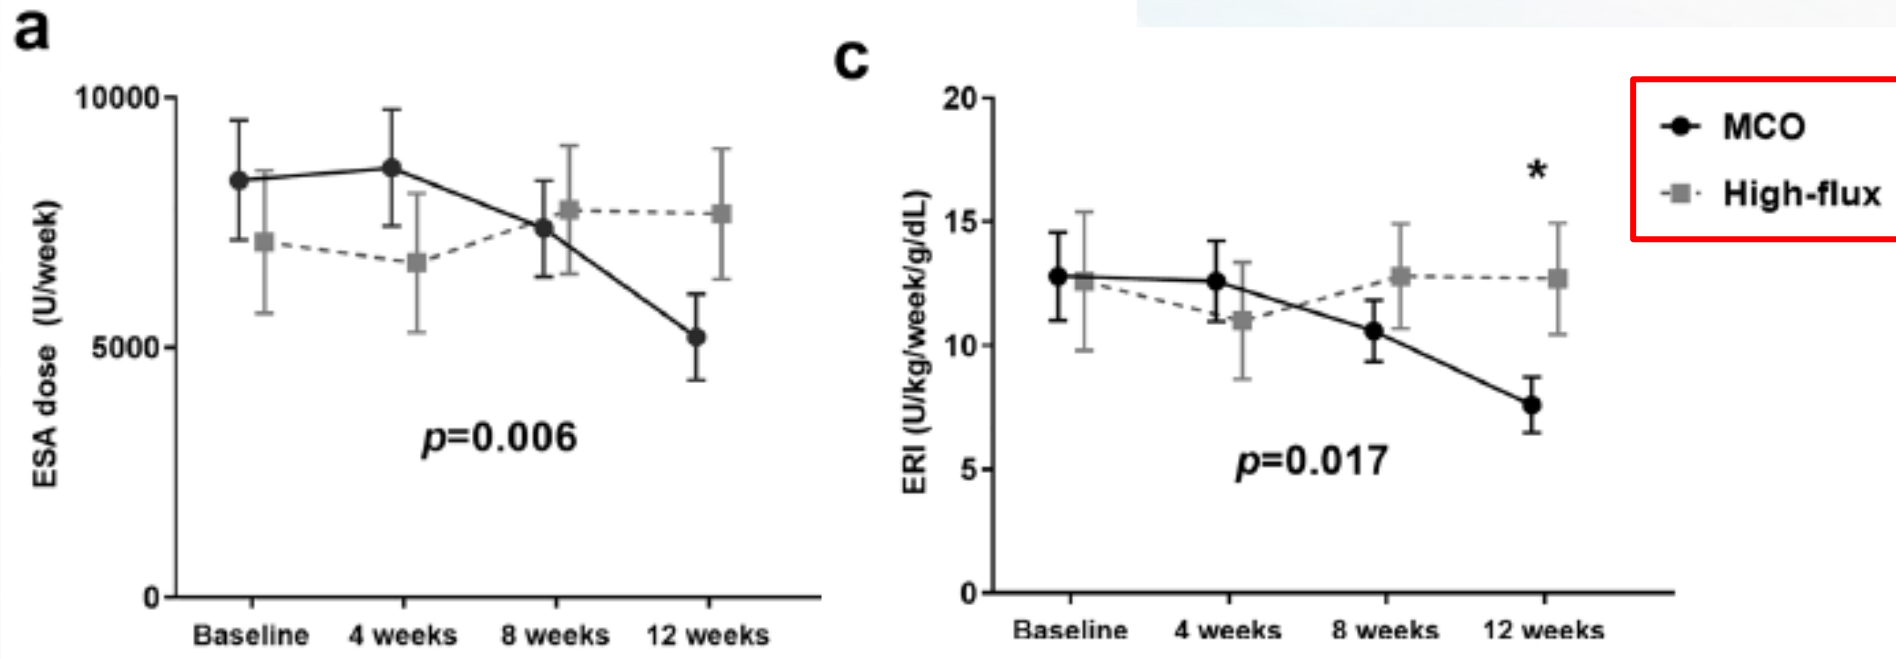 a
ESA dose (U/week)
10000
5000
0
p=0.006
Baseline 4 weeks 8 weeks 12 weeks
c
ERI (U/kg/week/g/dL)
20
15
10
5
0
*
p=0.017
Baseline 4 weeks 8 weeks 12 weeks
MCO
High-flux